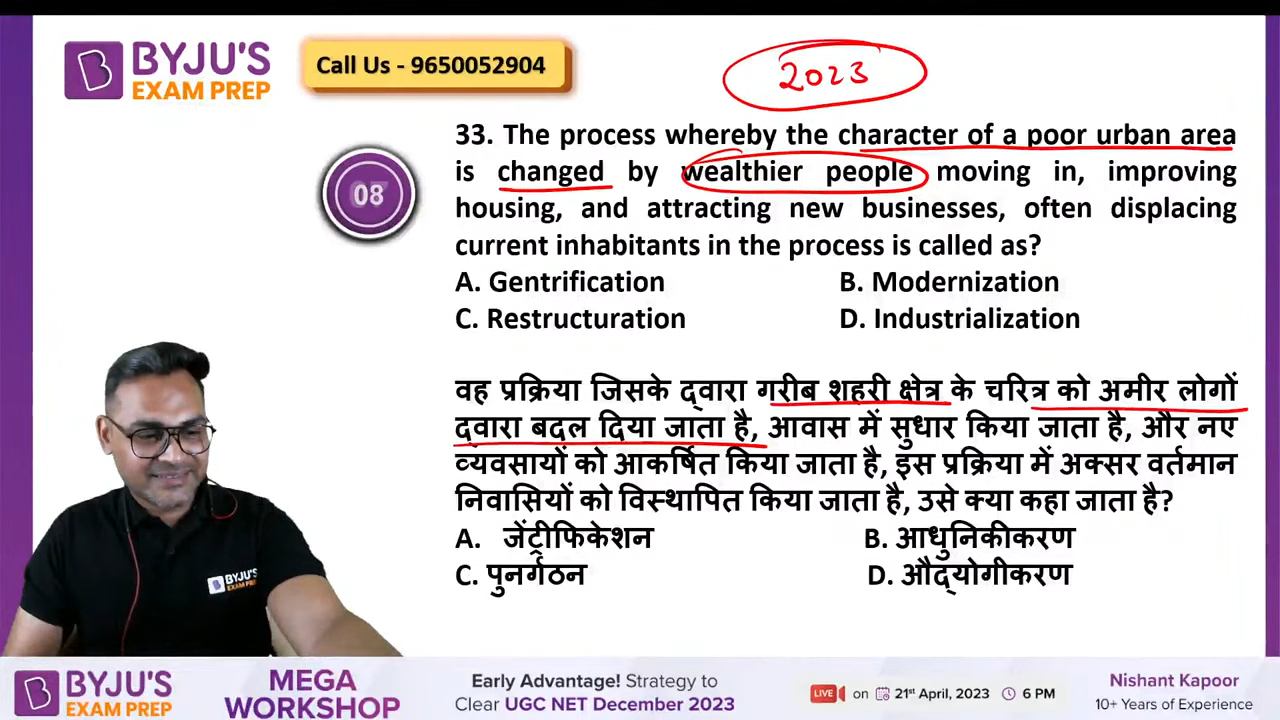 BYJU'S
EXAM PREP
Call Us - 9650052904
2023
08
33. The process whereby the character of a poor urban area
is changed by wealthier people moving in, improving
housing, and attracting new businesses, often displacing
current inhabitants in the process is called as?
A. Gentrification B. Modernization
C. Restructuration D. Industrialization
वह प्रक्रिया जिसके द्वारा गरीब शहरी क्षेत्र के चरित्र को अमीर लोगों
द्वारा बदल दिया जाता है, आवास में सुधार किया जाता है, और नए
व्यवसायों को आकर्षित किया जाता है, इस प्रक्रिया में अक्सर वर्तमान
निवासियों को विस्थापित किया जाता है, उसे क्या कहा जाता है?
A. जेंट्रीफिकेशन B. आधुनिकीकरण
C. पुनर्गठन D. औद्योगीकरण
BYJU'S
EXAM PREP
BYJU'S
EXAM PREP
MEGA
WORKSHOP
Early Advantage! Strategy to
Clear UGC NET December 2023
LIVE on 21st April, 2023 6 PM
Nishant Kapoor
10+ Years of Experience